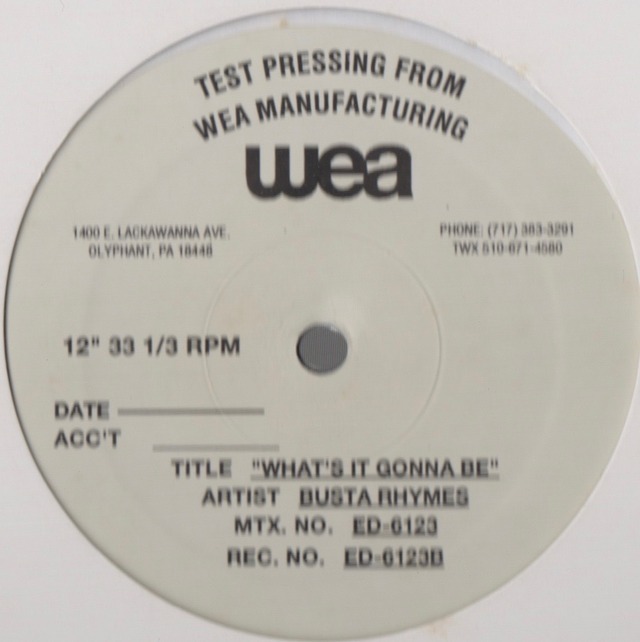 TEST PRESSING FROM
WEA MANUFACTURING
wea
1400 E. LACKAWANNA AVE.
OLYPHANT, PA 18448
PHONE: (717) 383-3291
TWX 510-671-4580
12" 33 1/3 RPM
DATE
ACC'T
TITLE "WHAT'S IT GONNA BE"
ARTIST BUSTA RHYMES
MTX. NO. ED-6123
REC. NO. ED-6123B